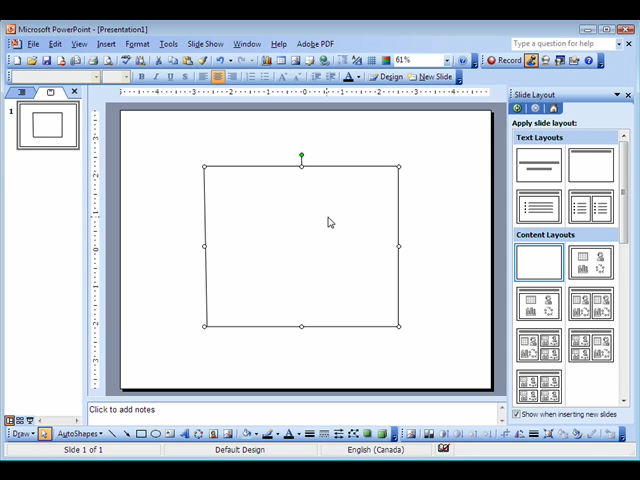 Microsoft PowerPoint - [Presentation1]
File Edit View Insert Format Tools Slide Show Window Help Adobe PDF
Type a question for help
61%
Record
B I U S
A Design New Slide
Slide Layout
Apply slide layout:
Text Layouts
Content Layouts
1
Click to add notes
Show when inserting new slides
Draw AutoShapes
Slide 1 of 1 Default Design English (Canada)